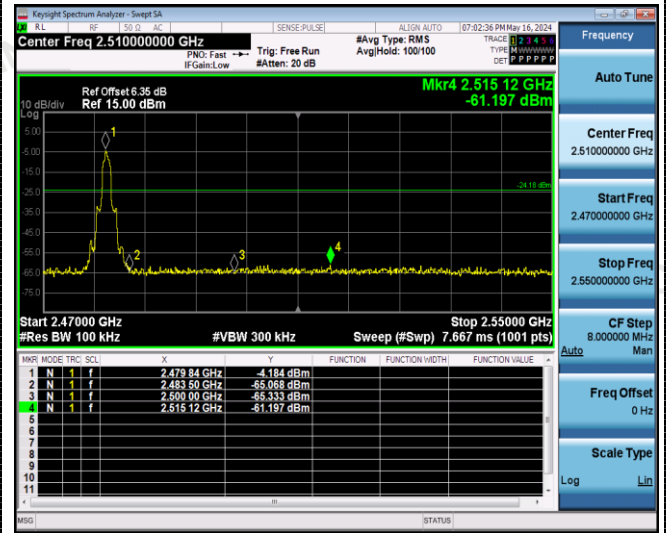 Keysight Spectrum Analyzer - Swept SA
RL RF 50 Ω AC SENSE:PULSE ALIGN AUTO 07:02:36 PM May 16, 2024
Center Freq 2.510000000 GHz
PNO: Fast
IFGain:Low
Trig: Free Run
#Atten: 20 dB
#Avg Type: RMS
Avg|Hold: 100/100
TRACE 1 2 3 4 5 6
TYPE M W W W W W
DET P P P P P P
Frequency
Auto Tune
Center Freq
2.510000000 GHz
Start Freq
2.470000000 GHz
Stop Freq
2.550000000 GHz
CF Step
8.000000 MHz
Auto Man
Freq Offset
0 Hz
Scale Type
Log Lin
Mkr4 2.515 12 GHz
-61.197 dBm
Ref Offset 6.35 dB
10 dB/div Ref 15.00 dBm
Log
5.00
-5.00
-15.0
-25.0
-35.0
-45.0
-55.0
-65.0
-75.0
1
2
3
4
-24.18 dBm
Start 2.47000 GHz Stop 2.55000 GHz
#Res BW 100 kHz #VBW 300 kHz Sweep (#Swp) 7.667 ms (1001 pts)
MKR MODE TRC SCL X Y FUNCTION FUNCTION WIDTH FUNCTION VALUE
1 N 1 f 2.479 84 GHz -4.184 dBm
2 N 1 f 2.483 50 GHz -65.068 dBm
3 N 1 f 2.500 00 GHz -65.333 dBm
4 N 1 f 2.515 12 GHz -61.197 dBm
5
6
7
8
9
10
11
MSG STATUS